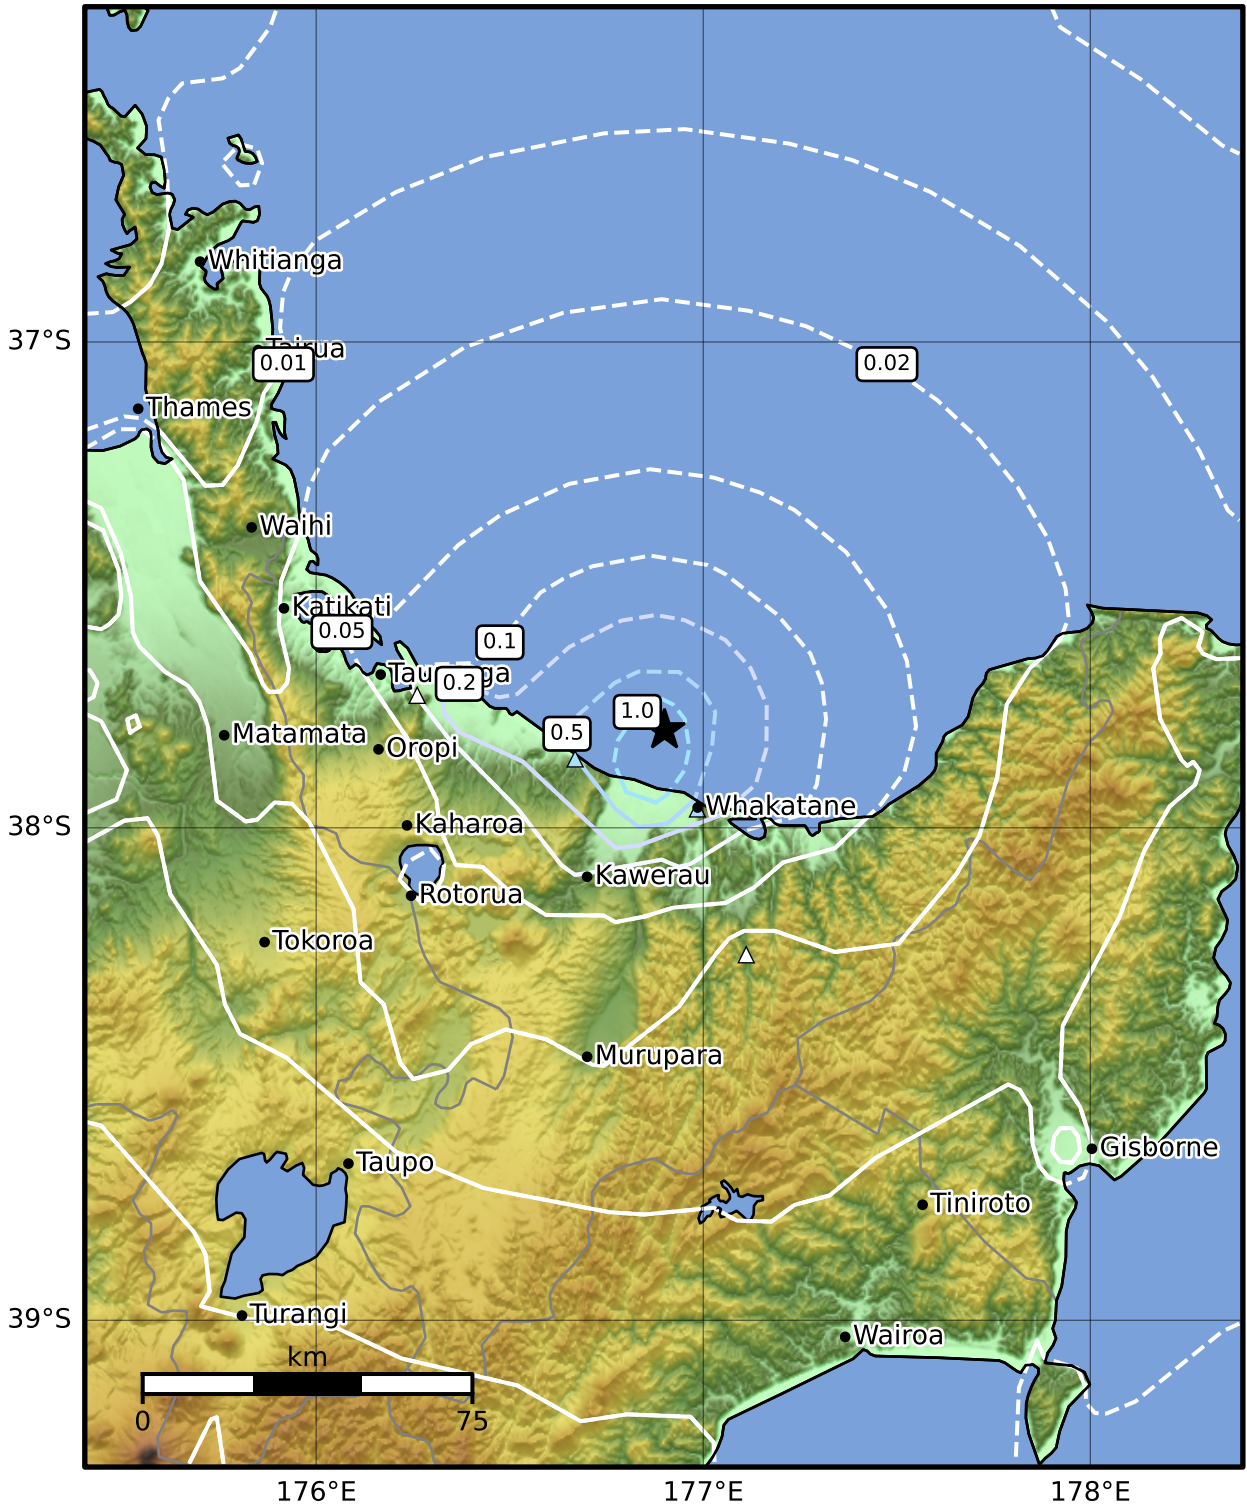 Whitianga
37°S
Tairua
0.01
0.02
Thames
Waihi
Katikati
0.05
0.1
Tauranga
0.2
1.0
0.5
Matamata
Oropi
Whakatane
38°S
Kaharoa
Kawerau
Rotorua
Tokoroa
Murupara
Gisborne
Taupo
Tiniroto
39°S
Turangi
Wairoa
km
0
75
176°E
177°E
178°E